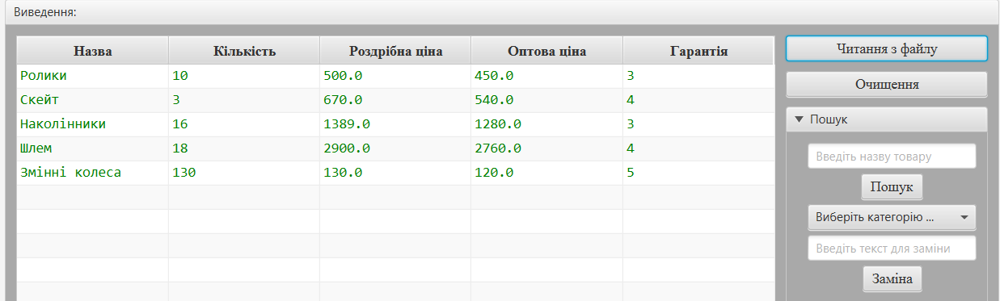 Виведення:
Назва Кількість Роздрібна ціна Оптова ціна Гарантія
Ролики 10 500.0 450.0 3
Скейт 3 670.0 540.0 4
Наколінники 16 1389.0 1280.0 3
Шлем 18 2900.0 2760.0 4
Змінні колеса 130 130.0 120.0 5
Читання з файлу
Очищення
Пошук
Введіть назву товару
Пошук
Виберіть категорію ...
Введіть текст для заміни
Заміна